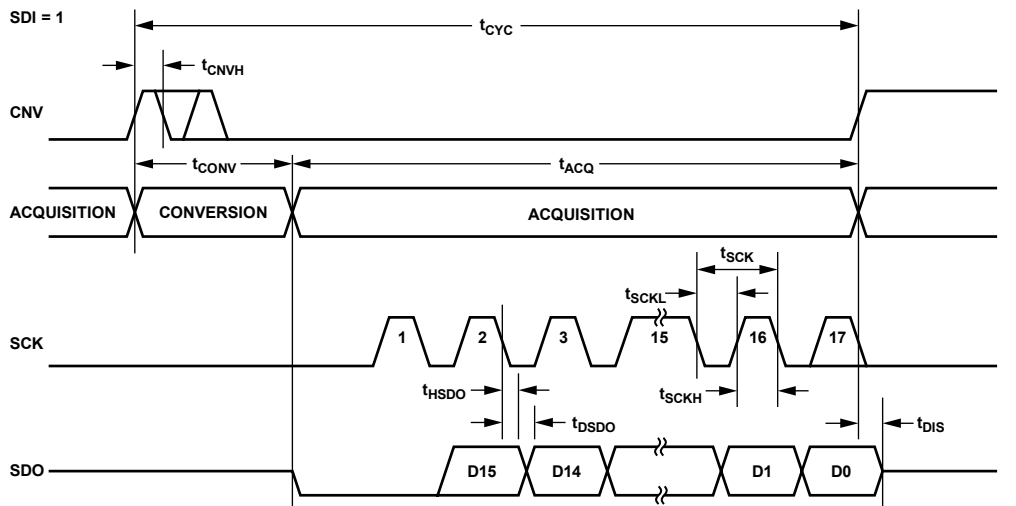 SDI = 1
tCYC
tCNVH
CNV
tCONV
tACQ
ACQUISITION
CONVERSION
ACQUISITION
tSCK
tSCKL
SCK
1
2
3
15
16
17
tHSDO
tSCKH
tDSDO
tDIS
SDO
D15
D14
D1
D0